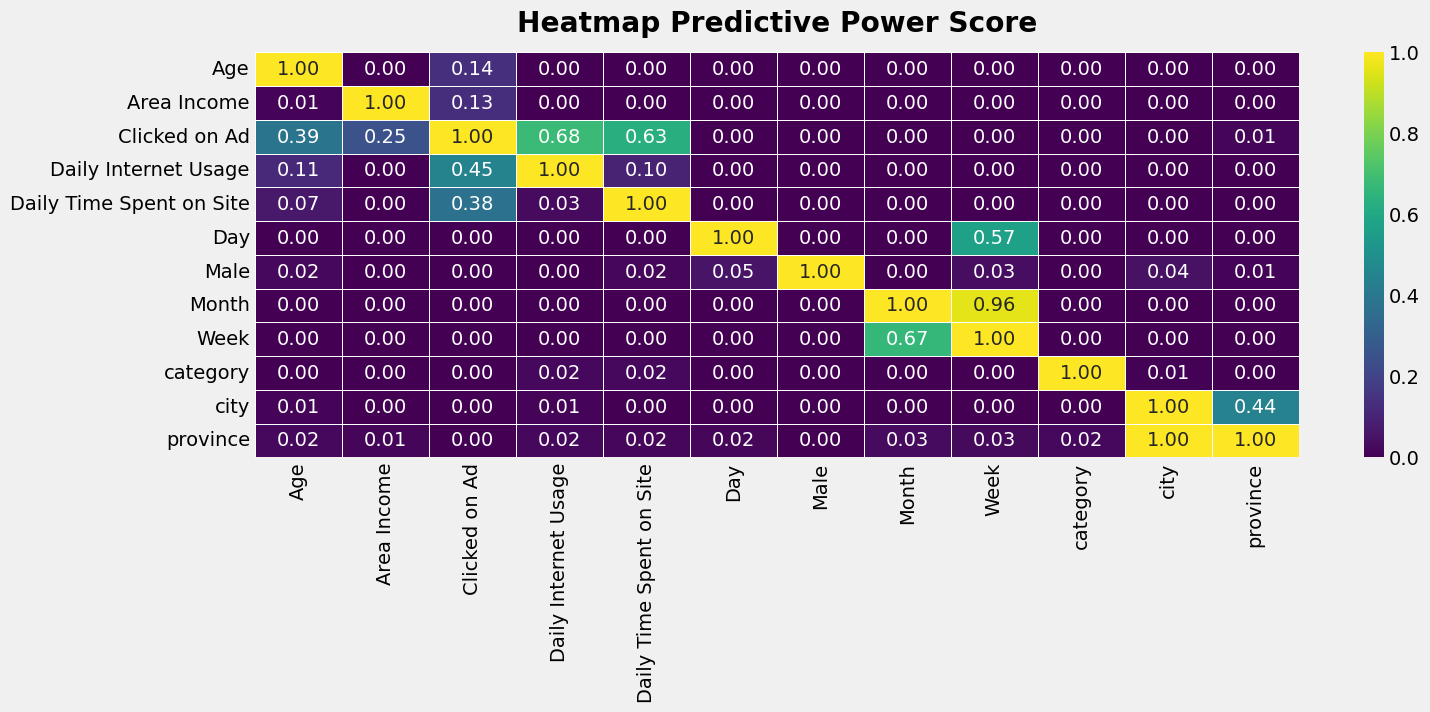 Heatmap Predictive Power Score
Age 1.00 0.00 0.14 0.00 0.00 0.00 0.00 0.00 0.00 0.00 0.00 0.00
Area Income 0.01 1.00 0.13 0.00 0.00 0.00 0.00 0.00 0.00 0.00 0.00 0.00
Clicked on Ad 0.39 0.25 1.00 0.68 0.63 0.00 0.00 0.00 0.00 0.00 0.00 0.01
Daily Internet Usage 0.11 0.00 0.45 1.00 0.10 0.00 0.00 0.00 0.00 0.00 0.00 0.00
Daily Time Spent on Site 0.07 0.00 0.38 0.03 1.00 0.00 0.00 0.00 0.00 0.00 0.00 0.00
Day 0.00 0.00 0.00 0.00 0.00 1.00 0.00 0.00 0.57 0.00 0.00 0.00
Male 0.02 0.00 0.00 0.00 0.02 0.05 1.00 0.00 0.03 0.00 0.04 0.01
Month 0.00 0.00 0.00 0.00 0.00 0.00 0.00 1.00 0.96 0.00 0.00 0.00
Week 0.00 0.00 0.00 0.00 0.00 0.00 0.00 0.67 1.00 0.00 0.00 0.00
category 0.00 0.00 0.00 0.02 0.02 0.00 0.00 0.00 0.00 1.00 0.01 0.00
city 0.01 0.00 0.00 0.01 0.00 0.00 0.00 0.00 0.00 0.00 1.00 0.44
province 0.02 0.01 0.00 0.02 0.02 0.02 0.00 0.03 0.03 0.02 1.00 1.00
Age
Area Income
Clicked on Ad
Daily Internet Usage
Daily Time Spent on Site
Day
Male
Month
Week
category
city
province
1.0
0.8
0.6
0.4
0.2
0.0